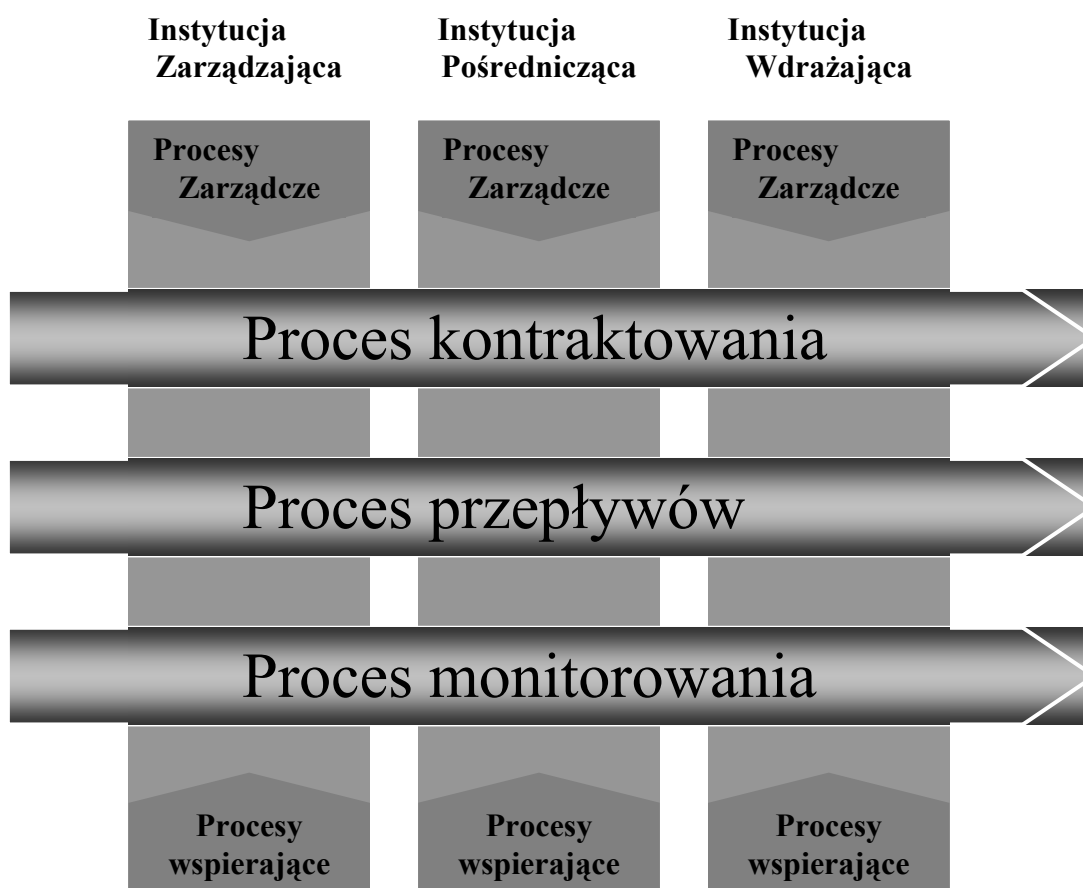 Instytucja
Zarządzająca
Instytucja
Pośrednicząca
Instytucja
Wdrażająca
Procesy
Zarządcze
Procesy
Zarządcze
Procesy
Zarządcze
Proces kontraktowania
Proces przepływów
Proces monitorowania
Procesy
wspierające
Procesy
wspierające
Procesy
wspierające